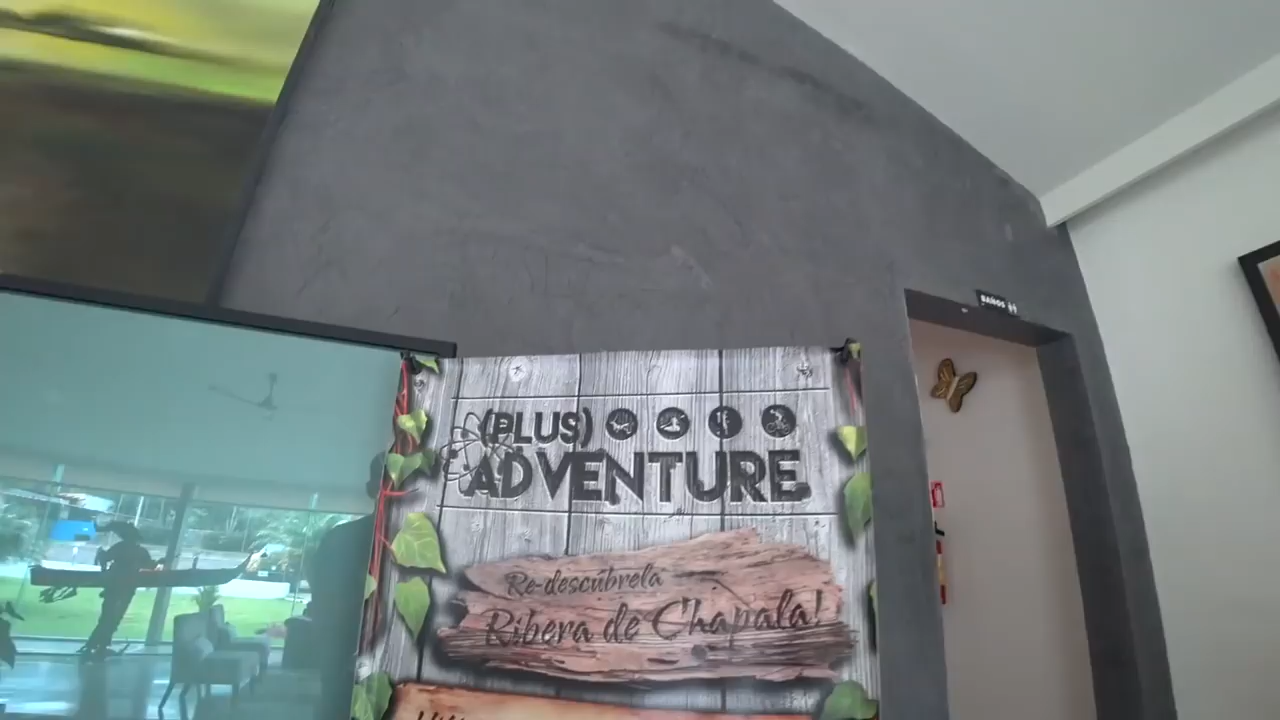 BAÑOS
(PLUS)
ADVENTURE
Re-descúbrela
Ribera de Chapala!